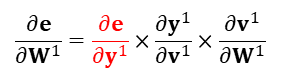 ∂e/∂W¹ = ∂e/∂y¹ × ∂y¹/∂v¹ × ∂v¹/∂W¹